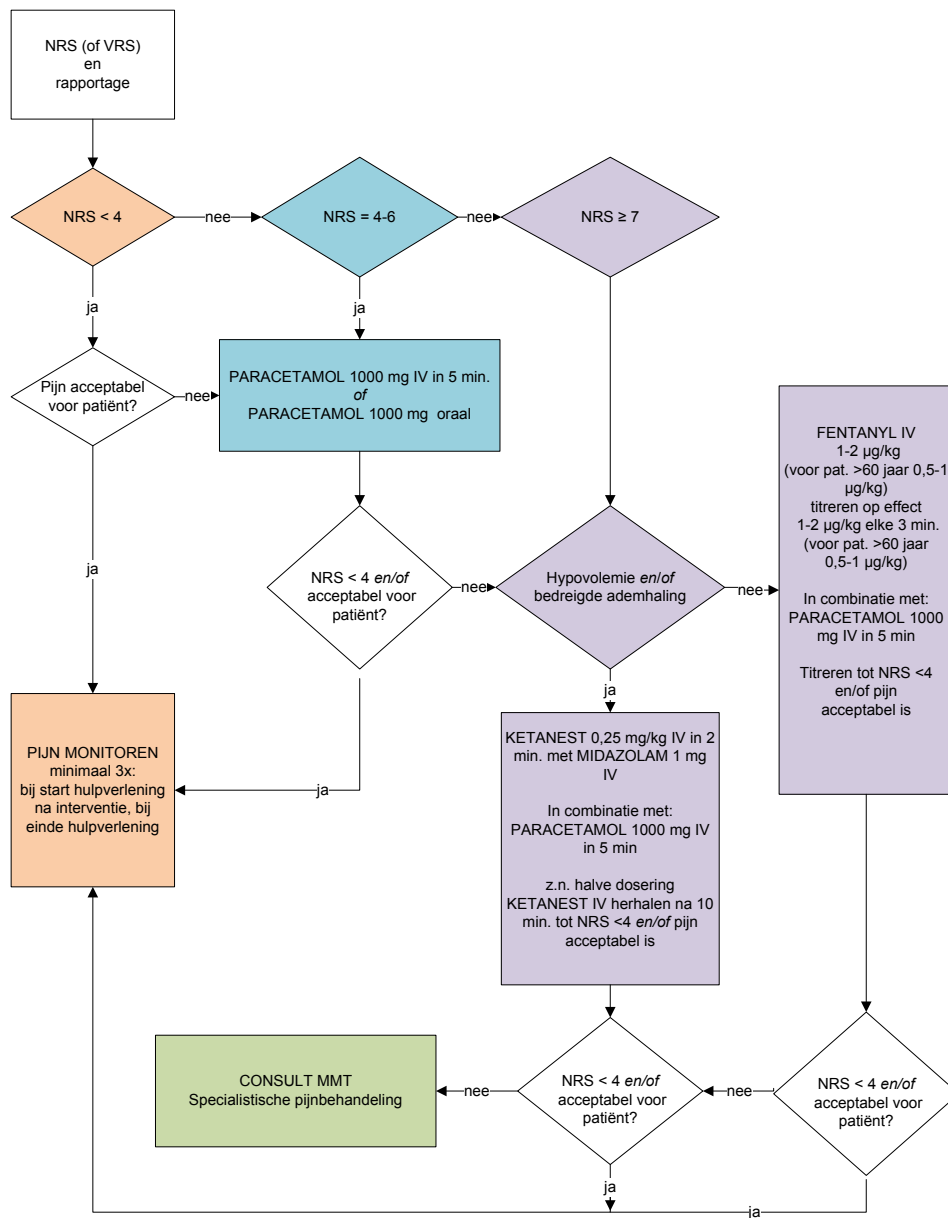 NRS (of VRS)
en
rapportage
NRS < 4
nee
NRS = 4-6
nee
NRS ≥ 7
ja
ja
Pijn acceptabel
voor patiënt?
nee
PARACETAMOL 1000 mg IV in 5 min.
of
PARACETAMOL 1000 mg oraal
FENTANYL IV
1-2 µg/kg
(voor pat. >60 jaar 0,5-1
µg/kg)
titreren op effect
1-2 µg/kg elke 3 min.
(voor pat. >60 jaar
0,5-1 µg/kg)
In combinatie met:
PARACETAMOL 1000
mg IV in 5 min
Titreren tot NRS <4
en/of pijn
acceptabel is
ja
NRS < 4 en/of
acceptabel voor
patiënt?
nee
Hypovolemie en/of
bedreigde ademhaling
nee
ja
PIJN MONITOREN
minimaal 3x:
bij start hulpverlening
na interventie, bij
einde hulpverlening
ja
KETANEST 0,25 mg/kg IV in 2
min. met MIDAZOLAM 1 mg
IV
In combinatie met:
PARACETAMOL 1000 mg IV
in 5 min
z.n. halve dosering
KETANEST IV herhalen na 10
min. tot NRS <4 en/of pijn
acceptabel is
CONSULT MMT
Specialistische pijnbehandeling
nee
NRS < 4 en/of
acceptabel voor
patiënt?
nee
NRS < 4 en/of
acceptabel voor
patiënt?
ja
ja